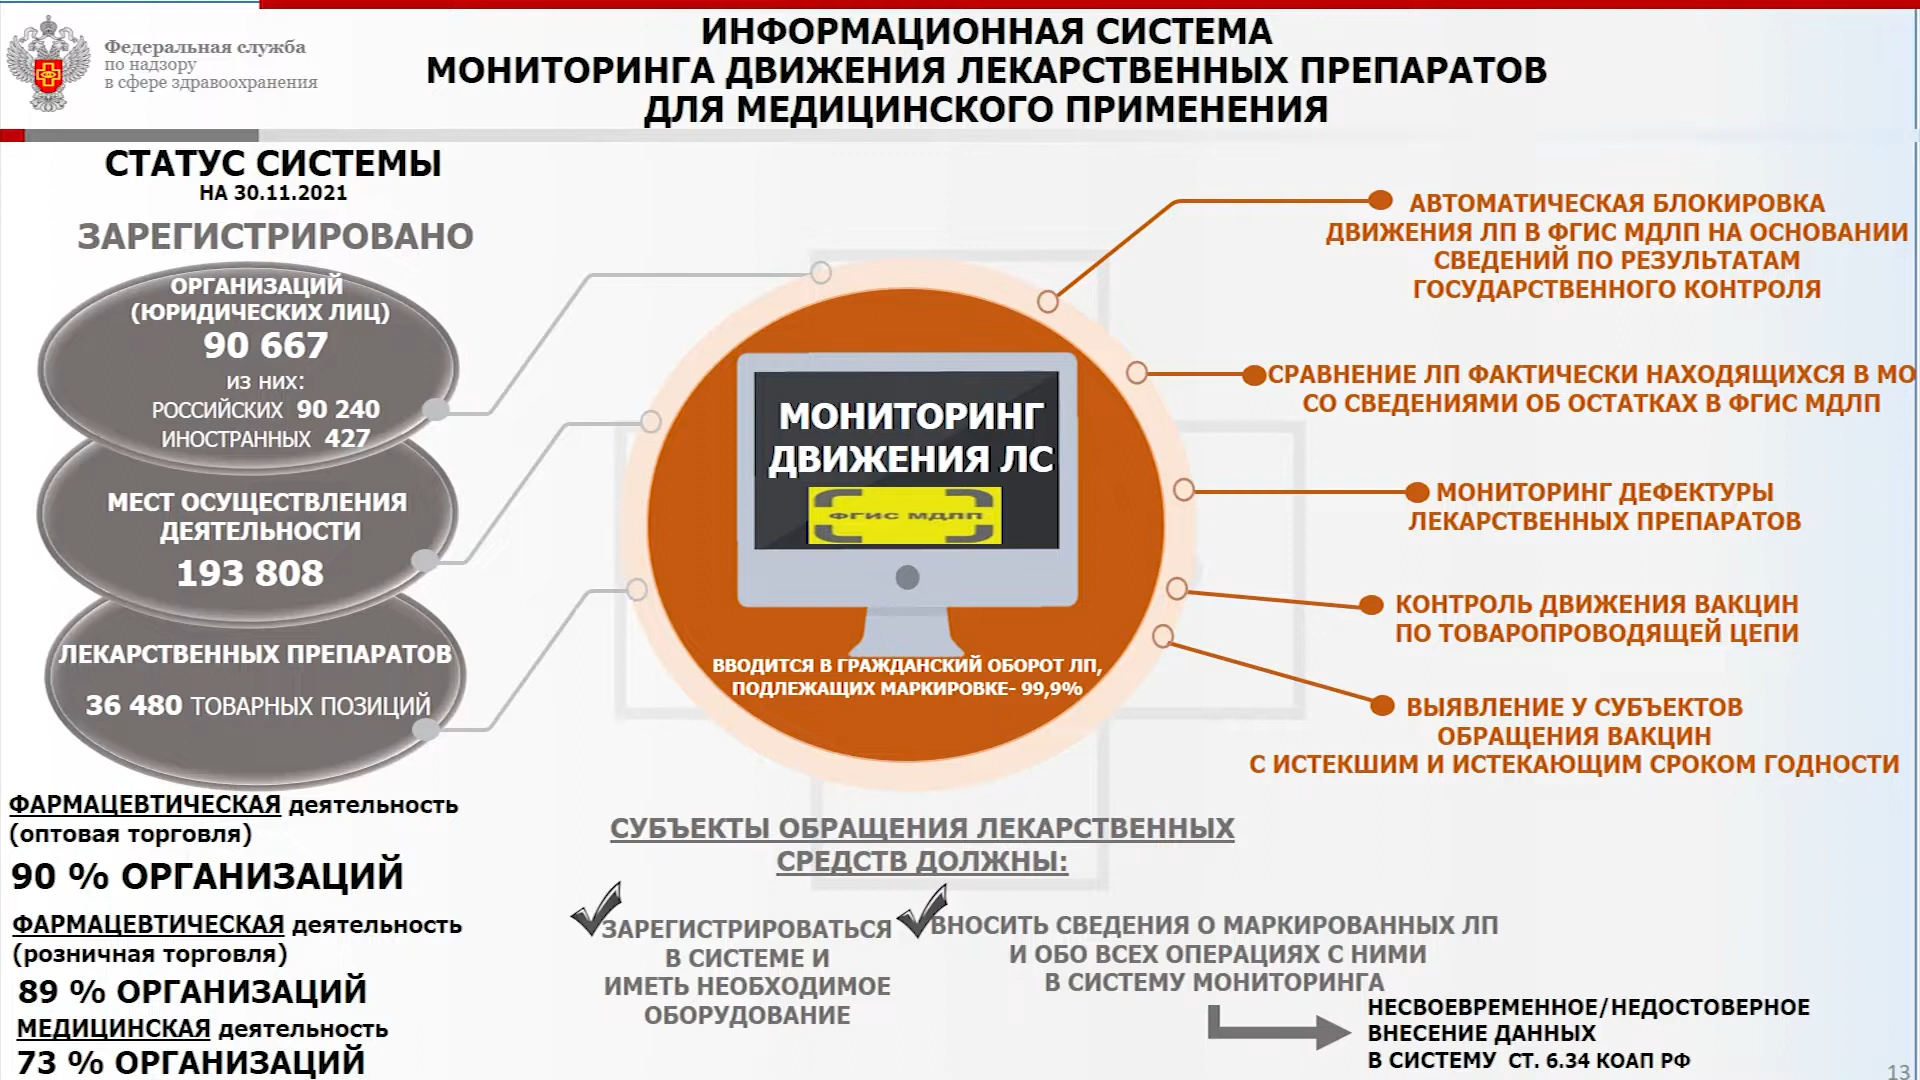 Федеральная служба
по надзору
в сфере здравоохранения
ИНФОРМАЦИОННАЯ СИСТЕМА
МОНИТОРИНГА ДВИЖЕНИЯ ЛЕКАРСТВЕННЫХ ПРЕПАРАТОВ
ДЛЯ МЕДИЦИНСКОГО ПРИМЕНЕНИЯ
СТАТУС СИСТЕМЫ
НА 30.11.2021
ЗАРЕГИСТРИРОВАНО
ОРГАНИЗАЦИЙ
(ЮРИДИЧЕСКИХ ЛИЦ)
90 667
ИЗ НИХ:
РОССИЙСКИХ 90 240
ИНОСТРАННЫХ 427
МЕСТ ОСУЩЕСТВЛЕНИЯ
ДЕЯТЕЛЬНОСТИ
193 808
ЛЕКАРСТВЕННЫХ ПРЕПАРАТОВ
36 480 ТОВАРНЫХ ПОЗИЦИЙ
ФАРМАЦЕВТИЧЕСКАЯ деятельность
(оптовая торговля)
90 % ОРГАНИЗАЦИЙ
ФАРМАЦЕВТИЧЕСКАЯ деятельность
(розничная торговля)
89 % ОРГАНИЗАЦИЙ
МЕДИЦИНСКАЯ деятельность
73 % ОРГАНИЗАЦИЙ
МОНИТОРИНГ
ДВИЖЕНИЯ ЛС
ФГИС МДЛП
ВВОДИТСЯ В ГРАЖДАНСКИЙ ОБОРОТ ЛП,
ПОДЛЕЖАЩИХ МАРКИРОВКЕ- 99,9%
АВТОМАТИЧЕСКАЯ БЛОКИРОВКА
ДВИЖЕНИЯ ЛП В ФГИС МДЛП НА ОСНОВАНИИ
СВЕДЕНИЙ ПО РЕЗУЛЬТАТАМ
ГОСУДАРСТВЕННОГО КОНТРОЛЯ
СРАВНЕНИЕ ЛП ФАКТИЧЕСКИ НАХОДЯЩИХСЯ В МО
СО СВЕДЕНИЯМИ ОБ ОСТАТКАХ В ФГИС МДЛП
МОНИТОРИНГ ДЕФЕКТУРЫ
ЛЕКАРСТВЕННЫХ ПРЕПАРАТОВ
КОНТРОЛЬ ДВИЖЕНИЯ ВАКЦИН
ПО ТОВАРОПРОВОДЯЩЕЙ ЦЕПИ
ВЫЯВЛЕНИЕ У СУБЪЕКТОВ
ОБРАЩЕНИЯ ВАКЦИН
С ИСТЕКШИМ И ИСТЕКАЮЩИМ СРОКОМ ГОДНОСТИ
СУБЪЕКТЫ ОБРАЩЕНИЯ ЛЕКАРСТВЕННЫХ
СРЕДСТВ ДОЛЖНЫ:
ЗАРЕГИСТРИРОВАТЬСЯ
В СИСТЕМЕ И
ИМЕТЬ НЕОБХОДИМОЕ
ОБОРУДОВАНИЕ
ВНОСИТЬ СВЕДЕНИЯ О МАРКИРОВАННЫХ ЛП
И ОБО ВСЕХ ОПЕРАЦИЯХ С НИМИ
В СИСТЕМУ МОНИТОРИНГА
НЕСВОЕВРЕМЕННОЕ/НЕДОСТОВЕРНОЕ
ВНЕСЕНИЕ ДАННЫХ
В СИСТЕМУ СТ. 6.34 КОАП РФ
13